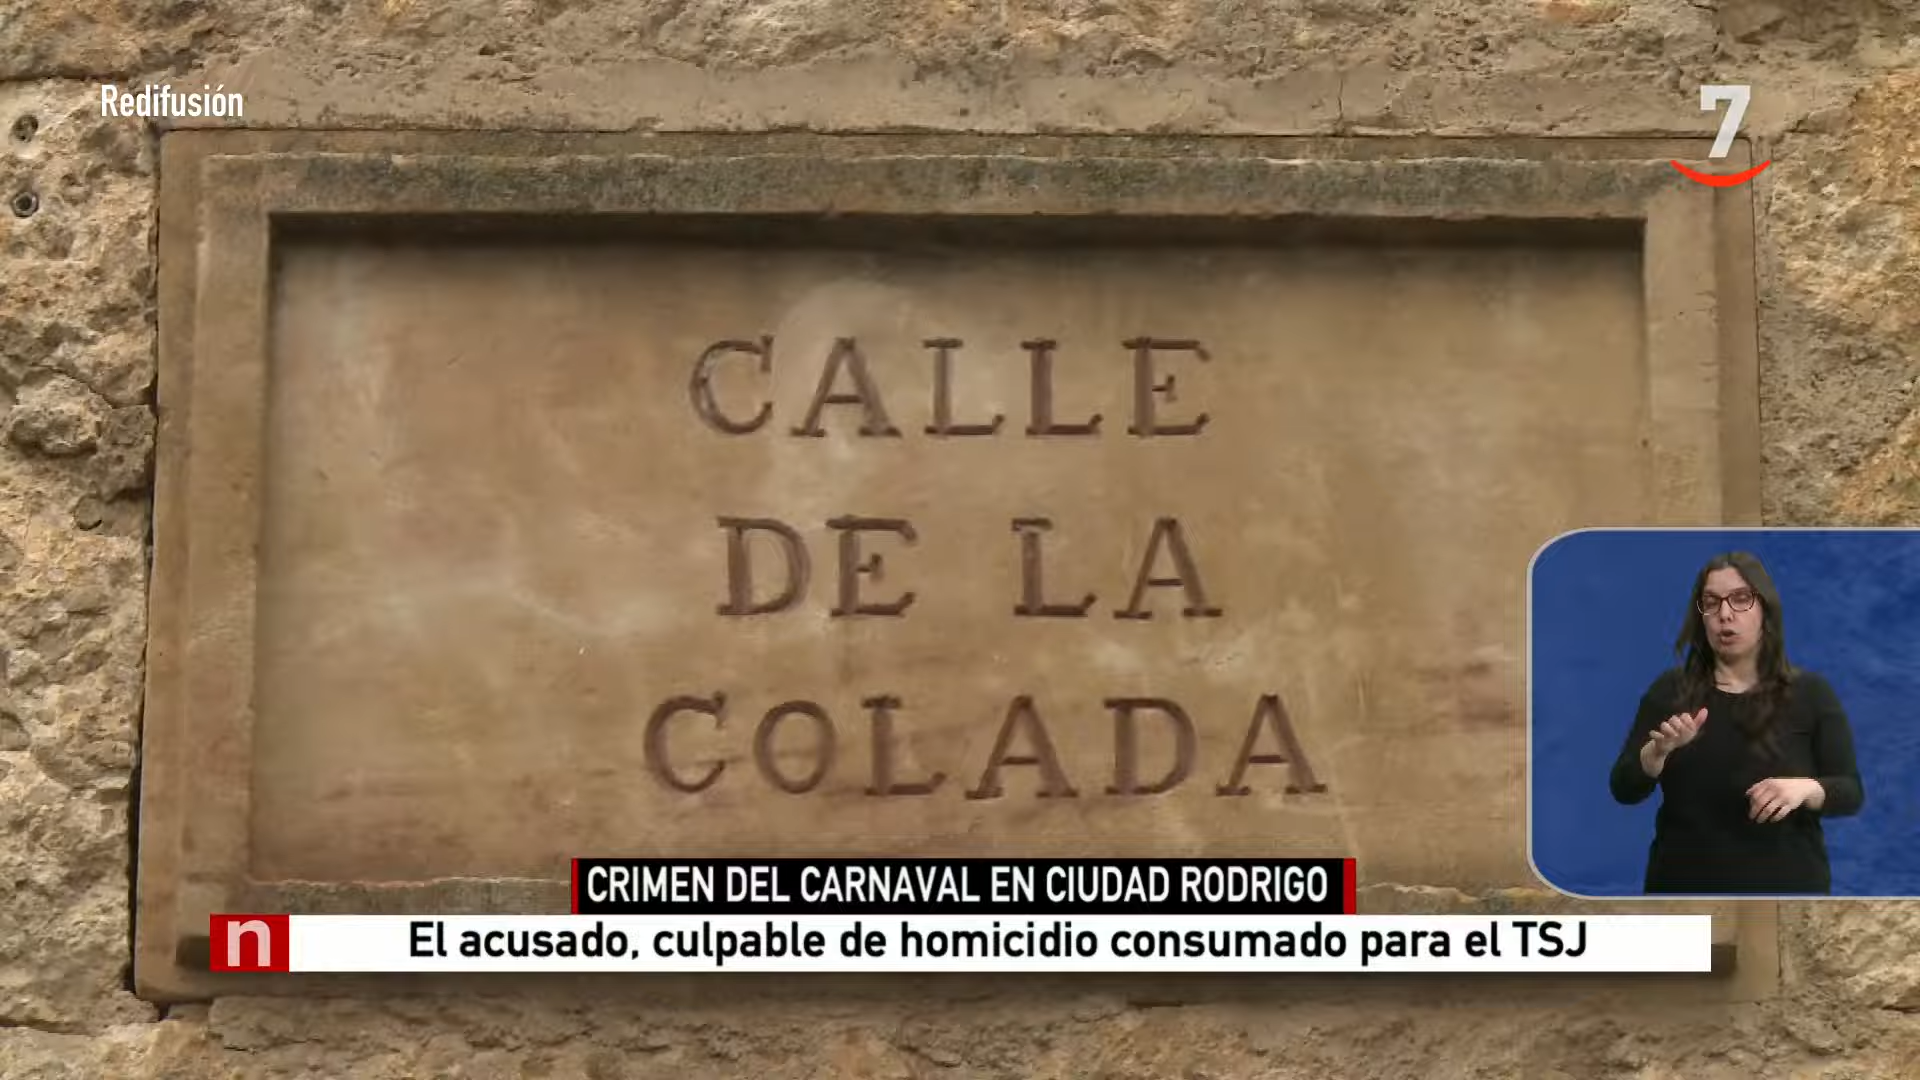 Redifusión
7
CALLE
DE LA
COLADA
CRIMEN DEL CARNAVAL EN CIUDAD RODRIGO
n
El acusado, culpable de homicidio consumado para el TSJ